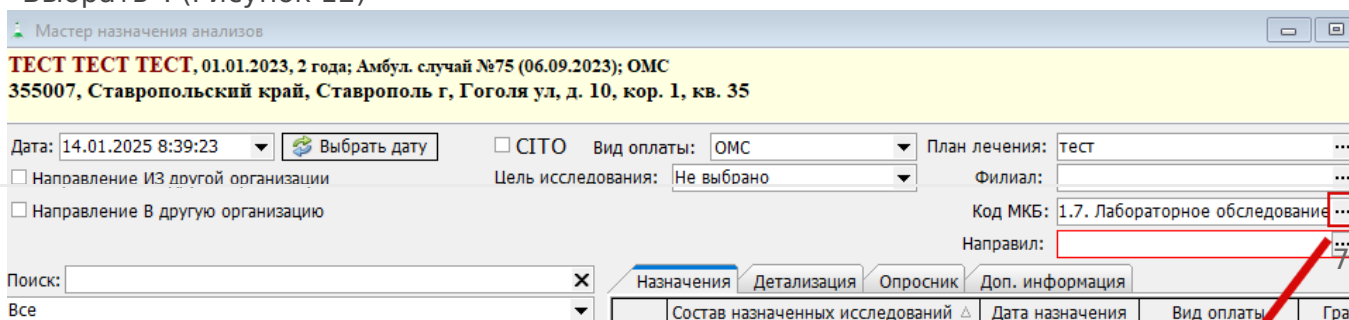 Мастер назначения анализов
ТЕСТ ТЕСТ ТЕСТ, 01.01.2023, 2 года; Амбул. случай №75 (06.09.2023); ОМС
355007, Ставропольский край, Ставрополь г, Гоголя ул, д. 10, кор. 1, кв. 35
Дата: 14.01.2025 8:39:23 Выбрать дату CITO Вид оплаты: ОМС План лечения: тест ...
Направление ИЗ другой организации Цель исследования: Не выбрано Филиал: ...
Направление В другую организацию Код МКБ: 1.7. Лабораторное обследование ...
Направил: ...
7
Поиск: Назначения Детализация Опросник Доп. информация
Все Состав назначенных исследований Дата назначения Вид оплаты Гра